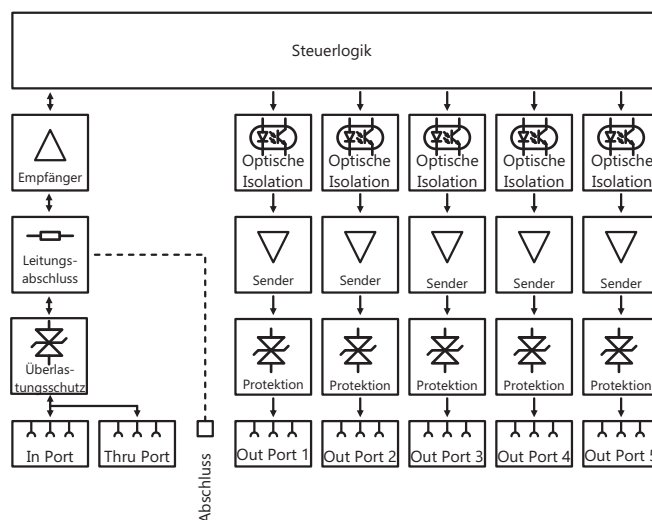 Steuerlogik
Empfänger
Optische
Isolation
Optische
Isolation
Optische
Isolation
Optische
Isolation
Optische
Isolation
Leitungs-
abschluss
Sender
Sender
Sender
Sender
Sender
Überlas-
tungsschutz
Protektion
Protektion
Protektion
Protektion
Protektion
In Port
Thru Port
Abschluss
Out Port 1
Out Port 2
Out Port 3
Out Port 4
Out Port 5